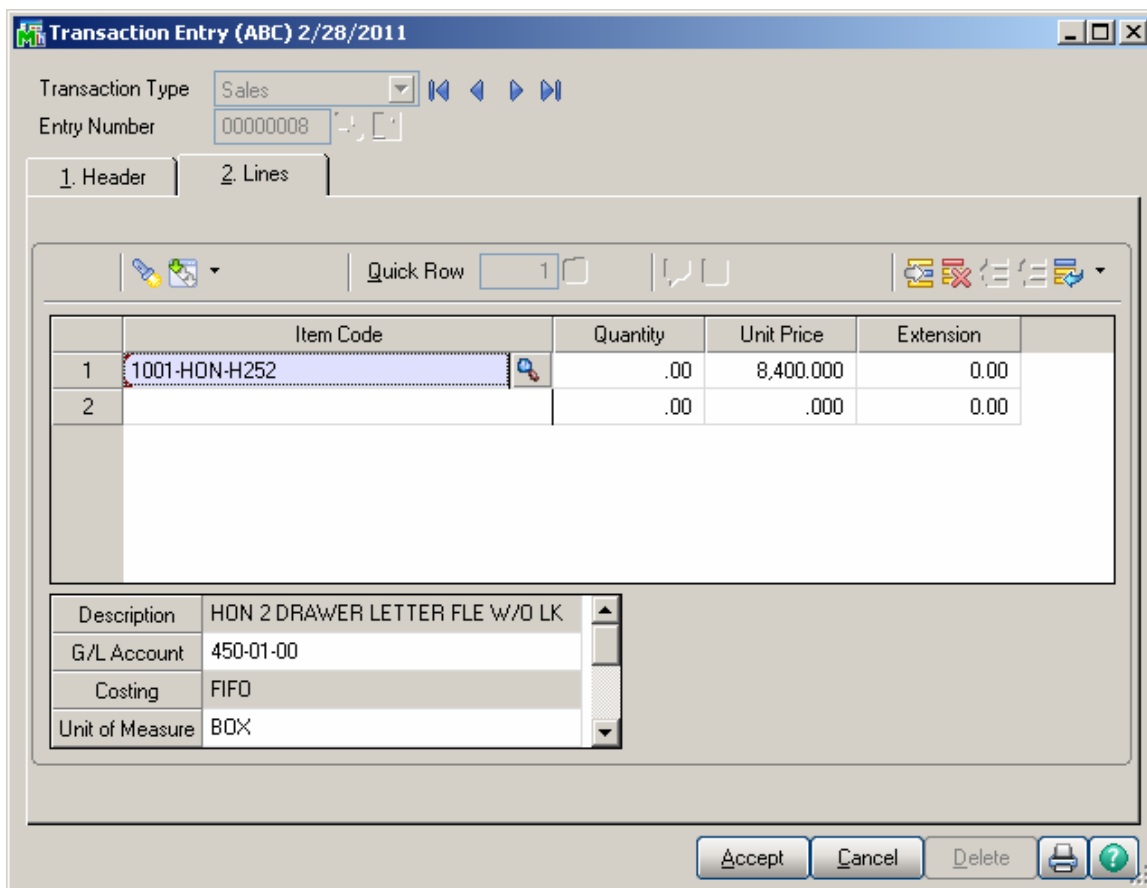 Transaction Entry (ABC) 2/28/2011
Transaction Type Sales
Entry Number 00000008
1. Header 2. Lines
Quick Row 1
Item Code Quantity Unit Price Extension
1 1001-HON-H252 .00 8,400.000 0.00
2 .00 .000 0.00
Description HON 2 DRAWER LETTER FLE W/O LK
G/L Account 450-01-00
Costing FIFO
Unit of Measure BOX
Accept Cancel Delete